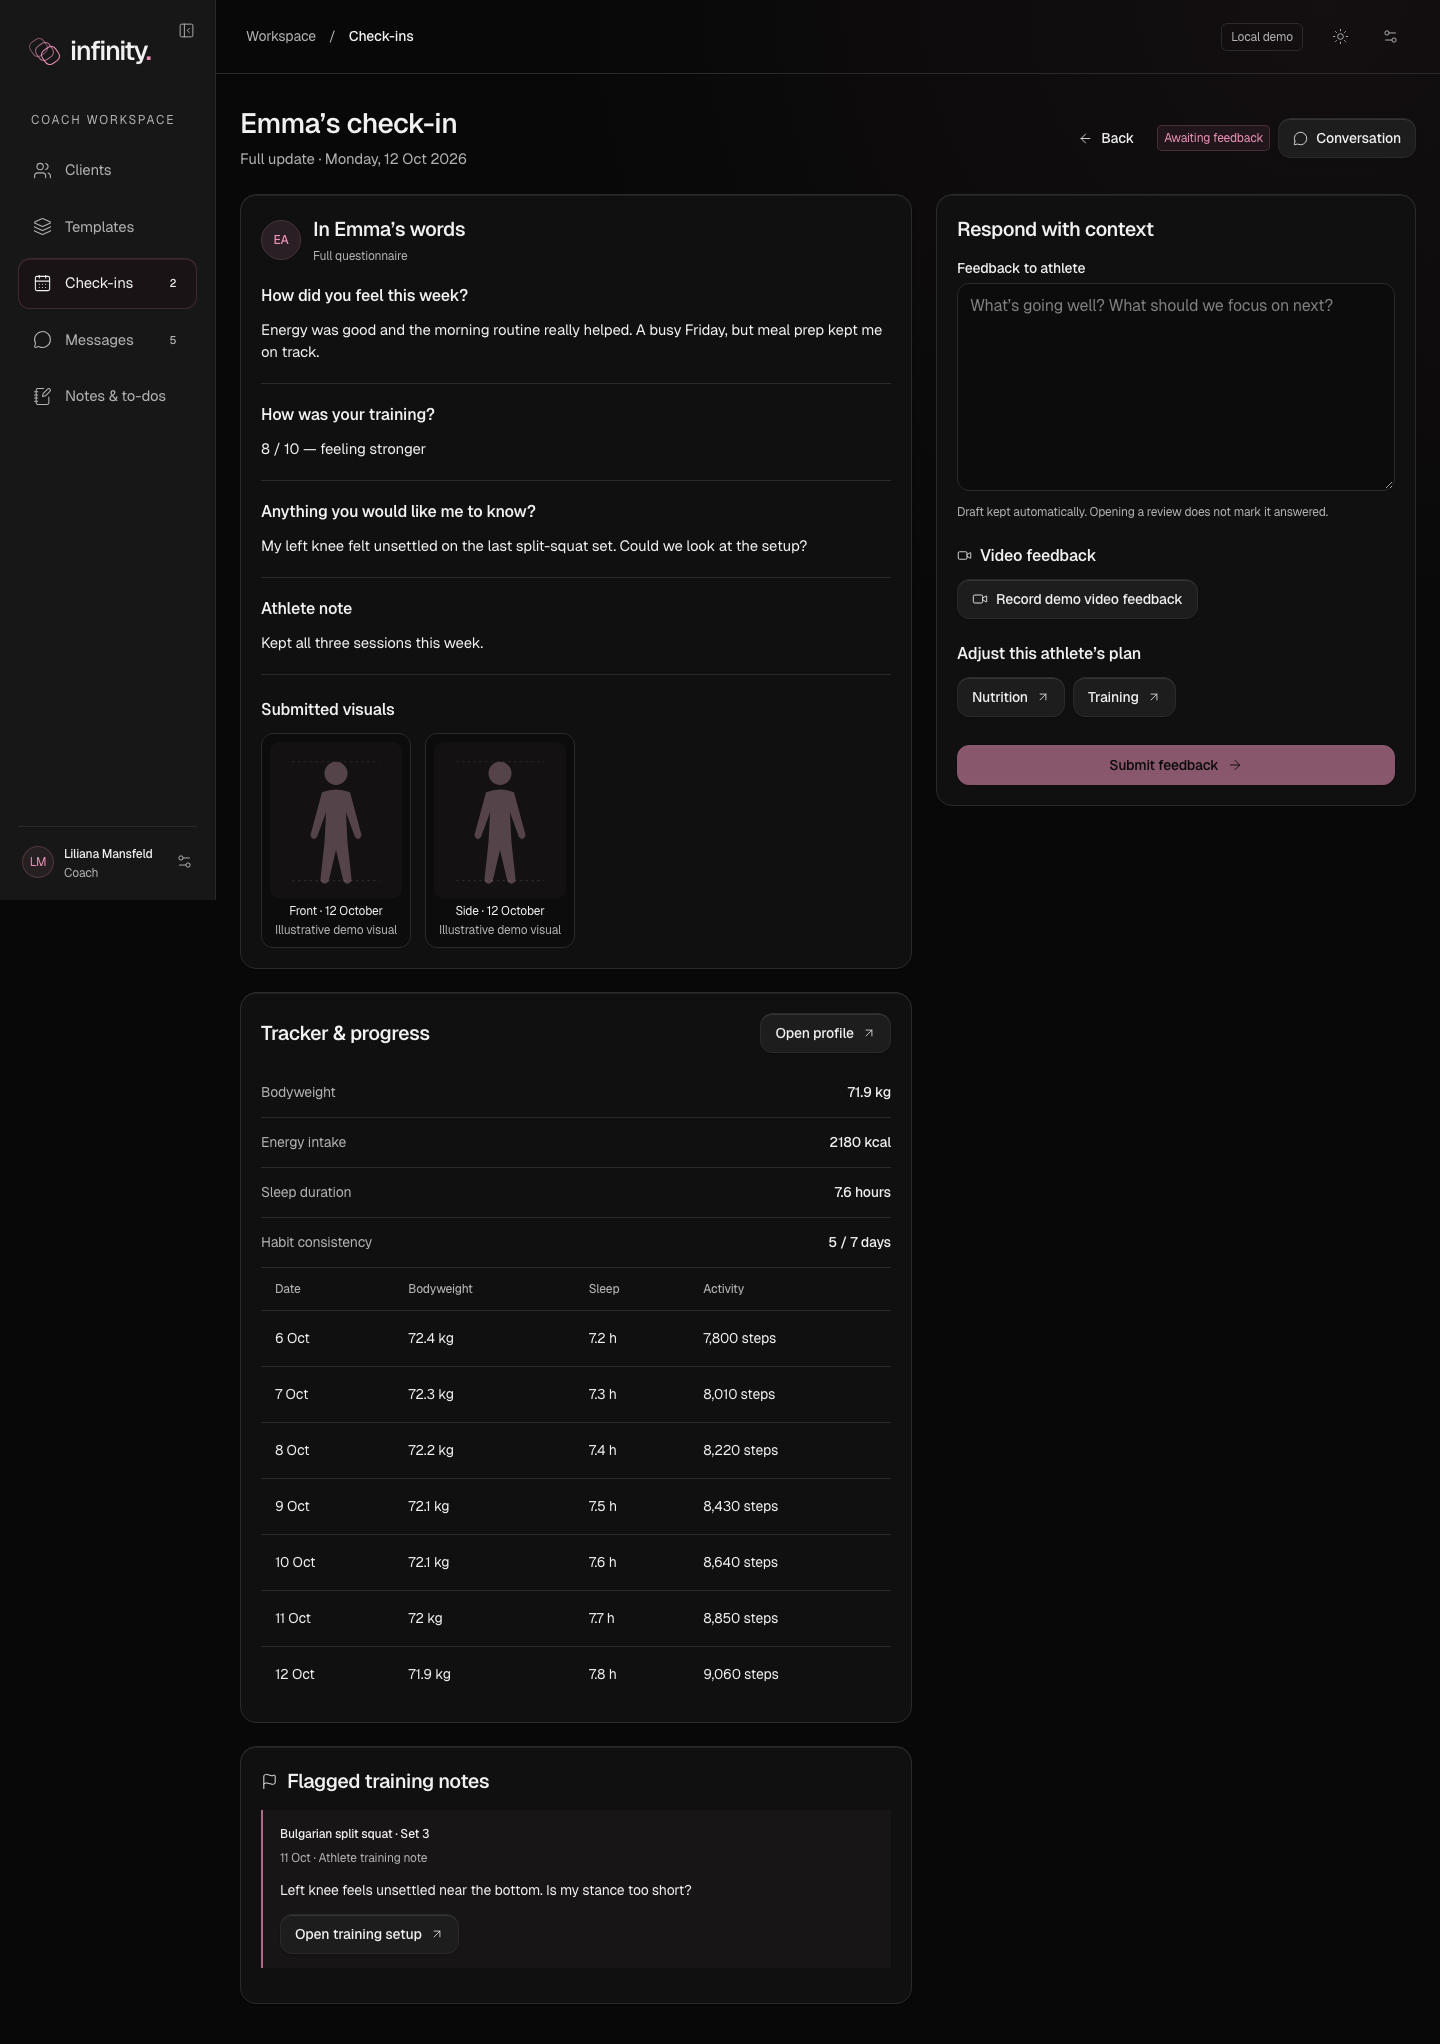 infinity.
COACH WORKSPACE
Clients
Templates
Check-ins 2
Messages 5
Notes & to-dos
LM
Liliana Mansfeld
Coach
Workspace / Check-ins
Local demo
Emma’s check-in
Full update · Monday, 12 Oct 2026
Back
Awaiting feedback
Conversation
EA
In Emma’s words
Full questionnaire
How did you feel this week?
Energy was good and the morning routine really helped. A busy Friday, but meal prep kept me
on track.
How was your training?
8 / 10 — feeling stronger
Anything you would like me to know?
My left knee felt unsettled on the last split-squat set. Could we look at the setup?
Athlete note
Kept all three sessions this week.
Submitted visuals
Front · 12 October
Illustrative demo visual
Side · 12 October
Illustrative demo visual
Respond with context
Feedback to athlete
What’s going well? What should we focus on next?
Draft kept automatically. Opening a review does not mark it answered.
Video feedback
Record demo video feedback
Adjust this athlete’s plan
Nutrition
Training
Submit feedback
Tracker & progress
Open profile
Bodyweight 71.9 kg
Energy intake 2180 kcal
Sleep duration 7.6 hours
Habit consistency 5 / 7 days
Date Bodyweight Sleep Activity
6 Oct 72.4 kg 7.2 h 7,800 steps
7 Oct 72.3 kg 7.3 h 8,010 steps
8 Oct 72.2 kg 7.4 h 8,220 steps
9 Oct 72.1 kg 7.5 h 8,430 steps
10 Oct 72.1 kg 7.6 h 8,640 steps
11 Oct 72 kg 7.7 h 8,850 steps
12 Oct 71.9 kg 7.8 h 9,060 steps
Flagged training notes
Bulgarian split squat · Set 3
11 Oct · Athlete training note
Left knee feels unsettled near the bottom. Is my stance too short?
Open training setup